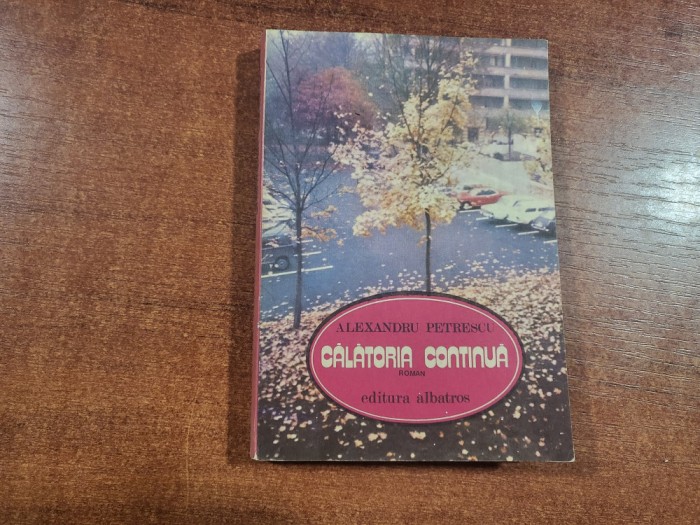 ALEXANDRU PETRESCU
CĂLĂTORIA CONTINUĂ
ROMAN
editura albatros